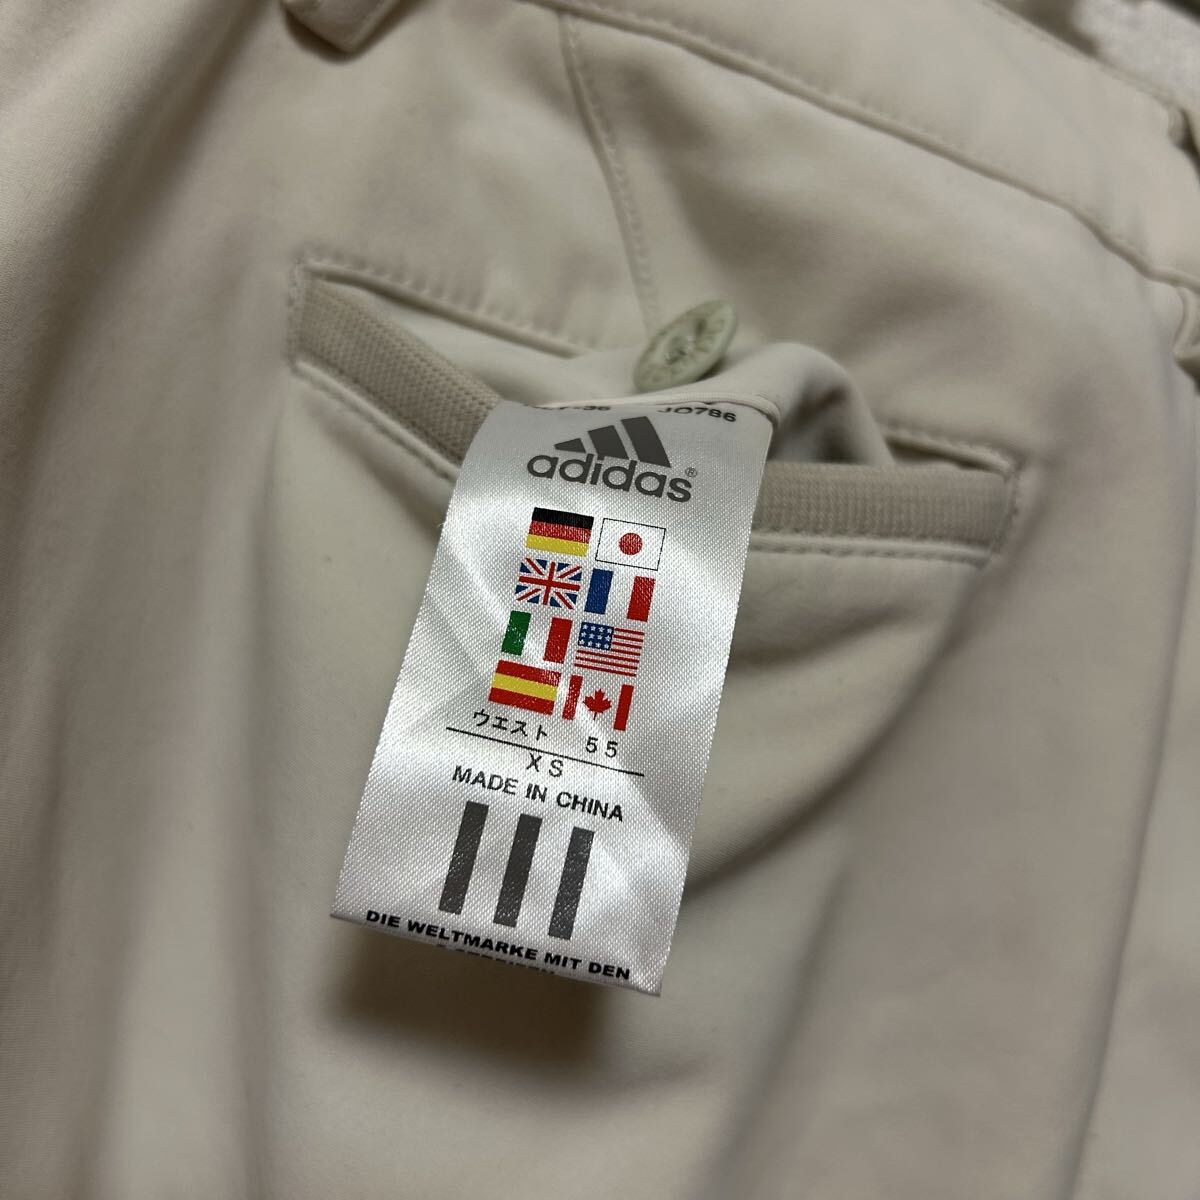 JO786
adidas®
ウエスト 55
XS
MADE IN CHINA
DIE WELTMARKE MIT DEN